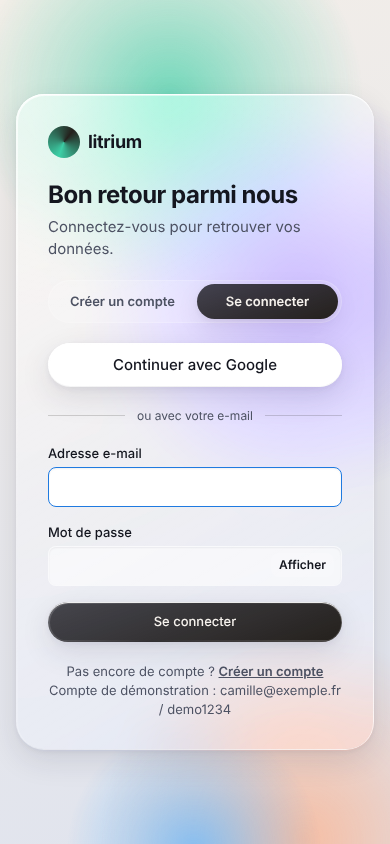 litrium
Bon retour parmi nous
Connectez-vous pour retrouver vos
données.
Créer un compte
Se connecter
Continuer avec Google
ou avec votre e-mail
Adresse e-mail
Mot de passe
Afficher
Se connecter
Pas encore de compte ? Créer un compte
Compte de démonstration : camille@exemple.fr
/ demo1234